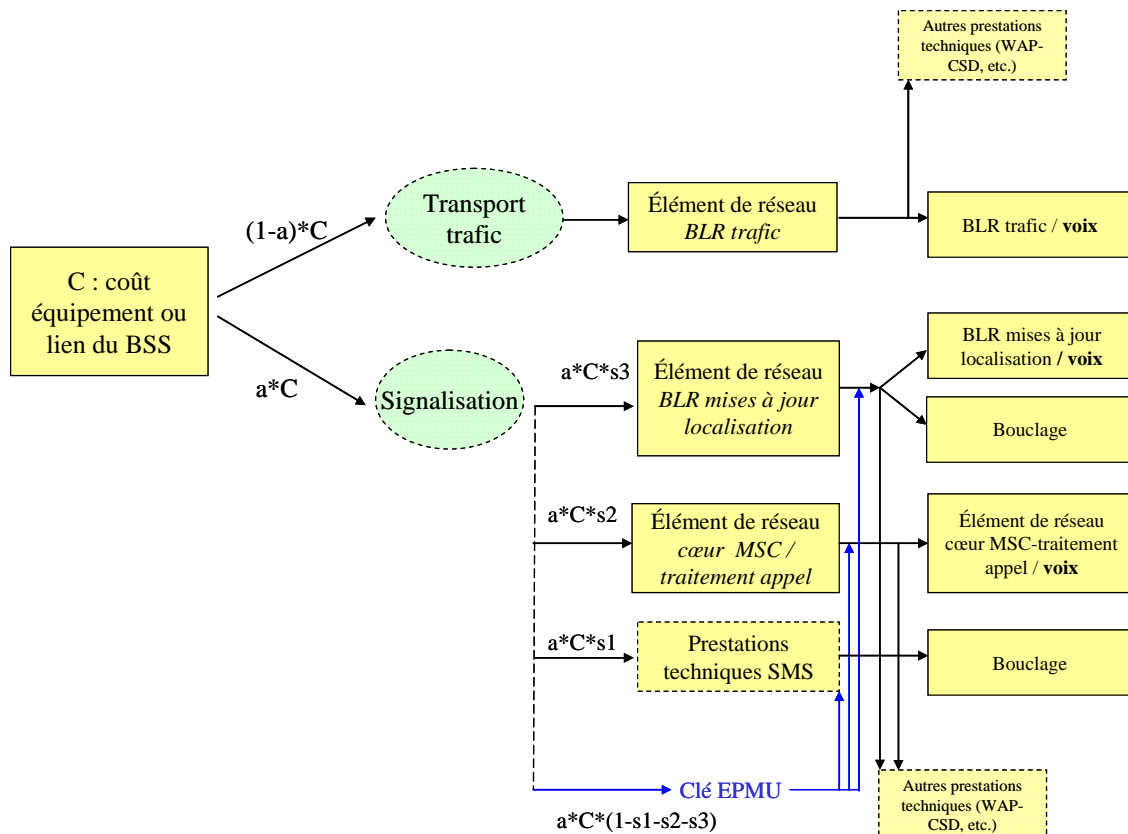 Autres prestations
techniques (WAP-
CSD, etc.)
Transport
trafic
Élément de réseau
BLR trafic
BLR trafic / voix
(1-a)*C
C : coût
équipement ou
lien du BSS
a*C
Signalisation
a*C*s3
Élément de réseau
BLR mises à jour
localisation
BLR mises à jour
localisation / voix
Bouclage
a*C*s2
Élément de réseau
cœur MSC /
traitement appel
Élément de réseau
cœur MSC-traitement
appel / voix
a*C*s1
Prestations
techniques SMS
Bouclage
Clé EPMU
a*C*(1-s1-s2-s3)
Autres prestations
techniques (WAP-
CSD, etc.)